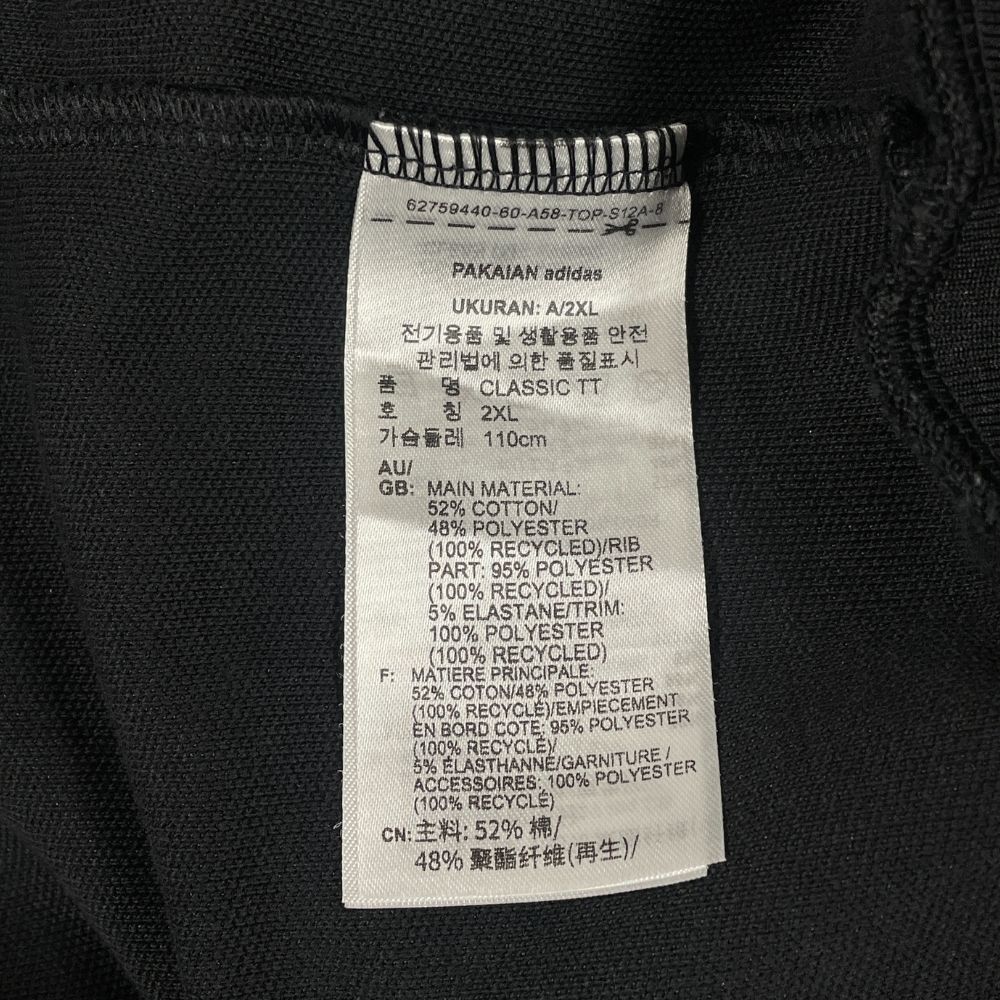 62759440-60-A58-TOP-S12A-8
PAKAIAN adidas
UKURAN: A/2XL
전기용품 및 생활용품 안전
관리법에 의한 품질표시
품 명 CLASSIC TT
호 칭 2XL
가슴둘레 110cm
AU/
GB: MAIN MATERIAL:
52% COTTON/
48% POLYESTER
(100% RECYCLED)/RIB
PART: 95% POLYESTER
(100% RECYCLED)/
5% ELASTANE/TRIM:
100% POLYESTER
(100% RECYCLED)
F: MATIERE PRINCIPALE:
52% COTON/48% POLYESTER
(100% RECYCLÉ)/EMPIECEMENT
EN BORD COTE: 95% POLYESTER
(100% RECYCLÉ)/
5% ÉLASTHANNE/GARNITURE /
ACCESSOIRES: 100% POLYESTER
(100% RECYCLÉ)
CN: 主料: 52% 棉/
48% 聚酯纤维(再生)/